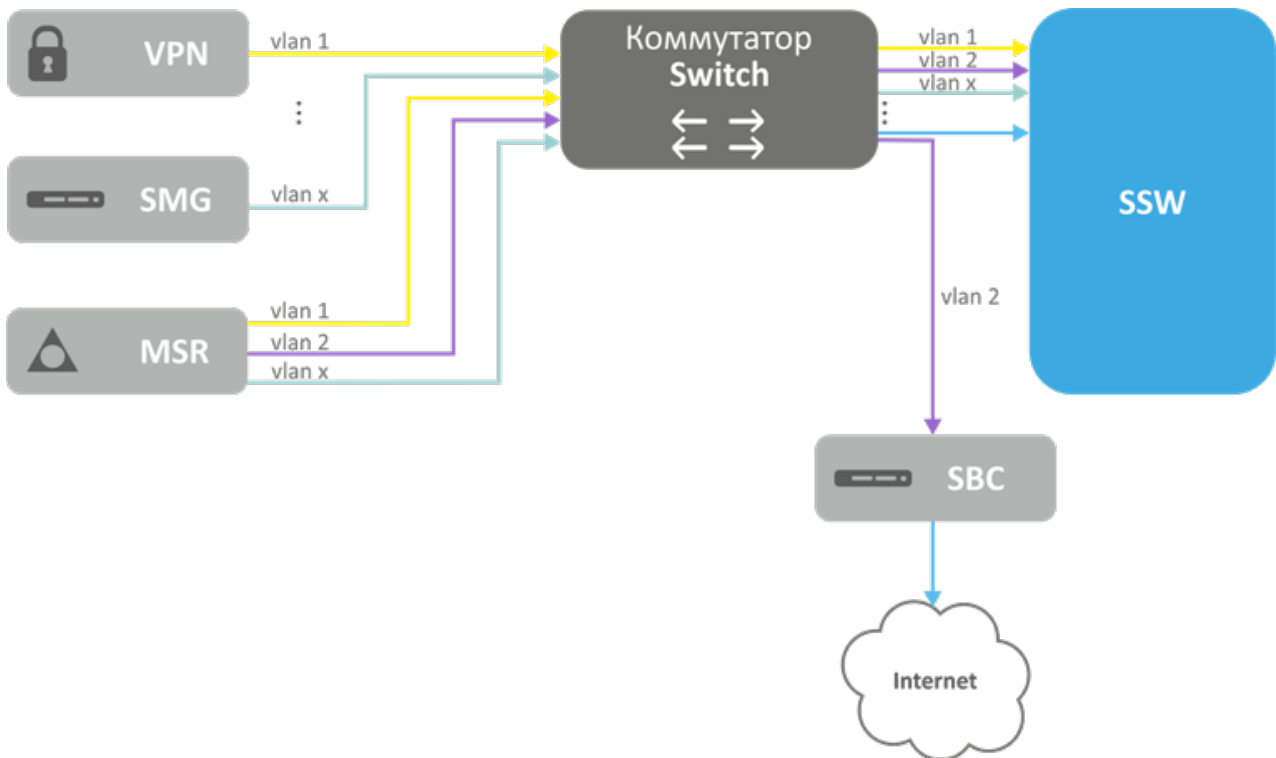 VPN
vlan 1
SMG
vlan x
MSR
vlan 1
vlan 2
vlan x
Коммутатор
Switch
vlan 1
vlan 2
vlan x
SSW
vlan 2
SBC
Internet